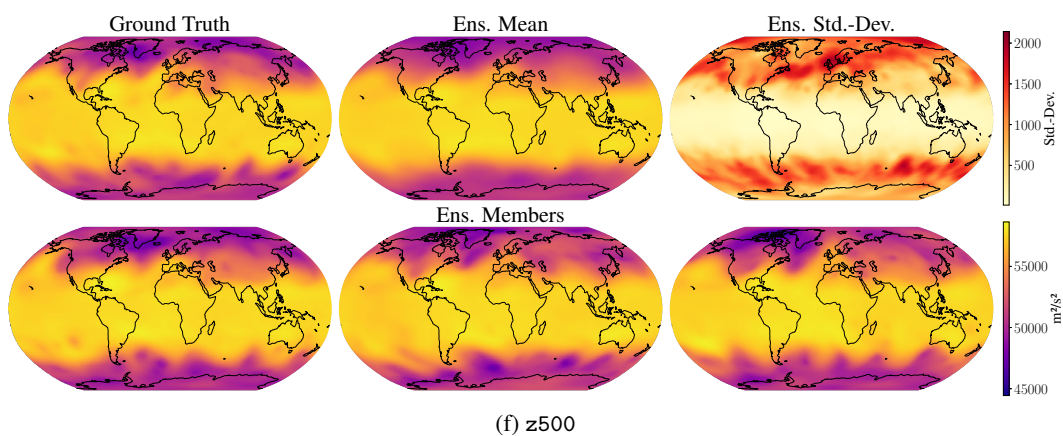 Ground Truth
Ens. Mean
Ens. Std.-Dev.
2000
1500
1000
500
Std.-Dev.
Ens. Members
55000
50000
45000
m²/s²
(f) z500